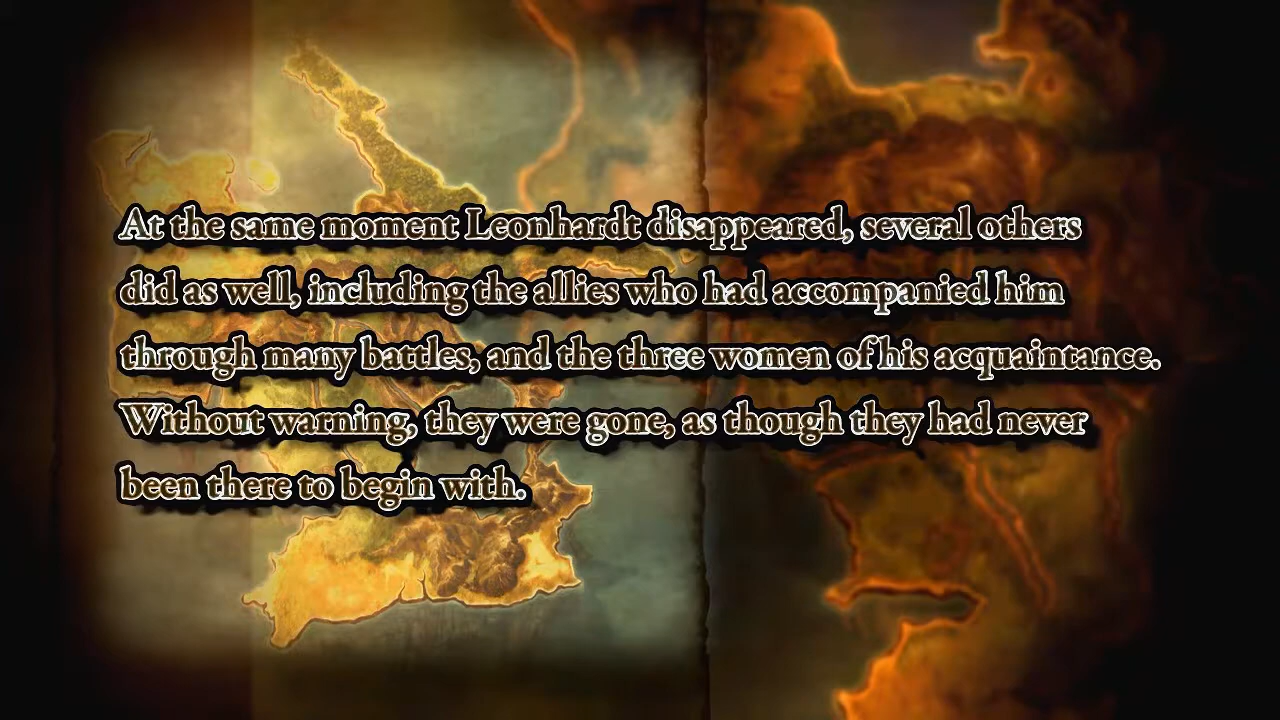 At the same moment Leonhardt disappeared, several others
did as well, including the allies who had accompanied him
through many battles, and the three women of his acquaintance.
Without warning, they were gone, as though they had never
been there to begin with.